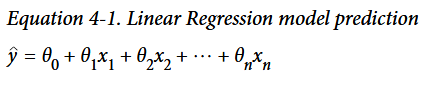 Equation 4-1. Linear Regression model prediction
ŷ = θ₀ + θ₁x₁ + θ₂x₂ + ⋯ + θₙxₙ